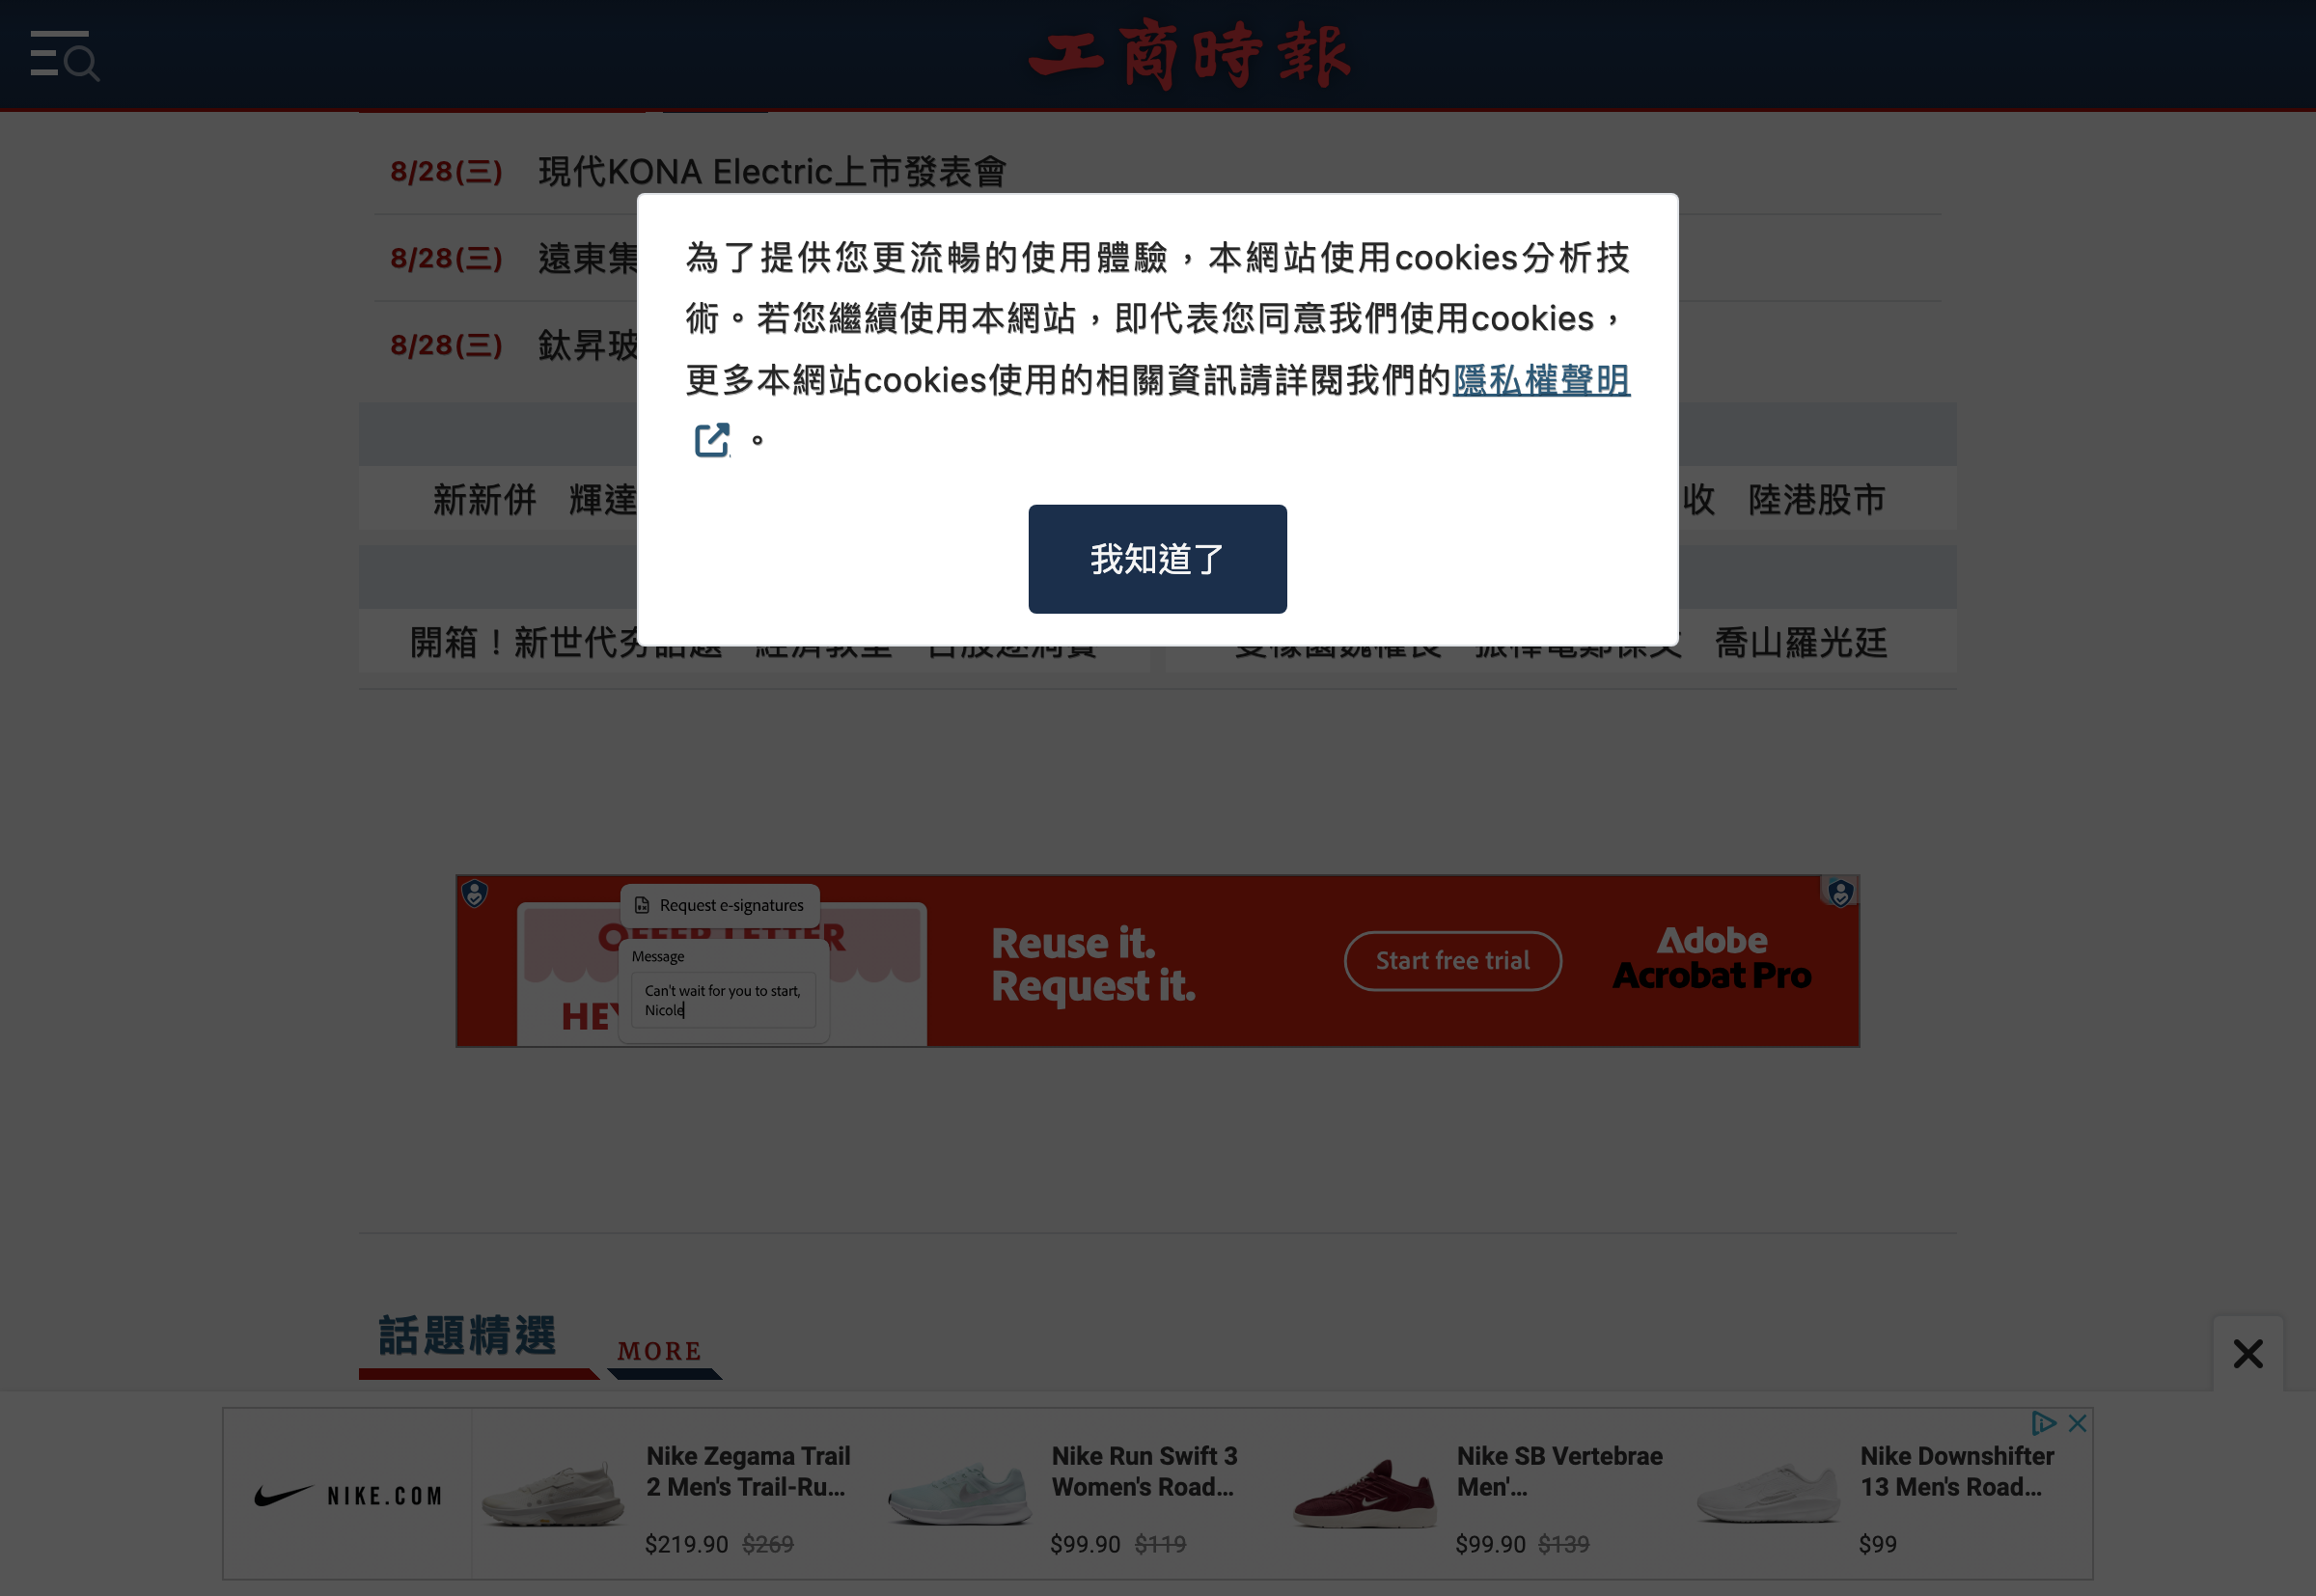 工商時報
8/28(三) 現代KONA Electric上市發表會
8/28(三) 遠東集
8/28(三) 鈦昇玻
為了提供您更流暢的使用體驗，本網站使用cookies分析技
術。若您繼續使用本網站，即代表您同意我們使用cookies，
更多本網站cookies使用的相關資訊請詳閱我們的隱私權聲明
。
我知道了
新新併 輝達
收 陸港股市
開箱！新世代夯話題 經濟教室
喬山羅光廷
Request e-signatures
OFFER LETTER
Message
Can't wait for you to start,
Nicole
HEY
Reuse it.
Request it.
Start free trial
Adobe
Acrobat Pro
話題精選
MORE
NIKE.COM
Nike Zegama Trail
2 Men's Trail-Ru...
$219.90 $269
Nike Run Swift 3
Women's Road...
$99.90 $119
Nike SB Vertebrae
Men'...
$99.90 $139
Nike Downshifter
13 Men's Road...
$99